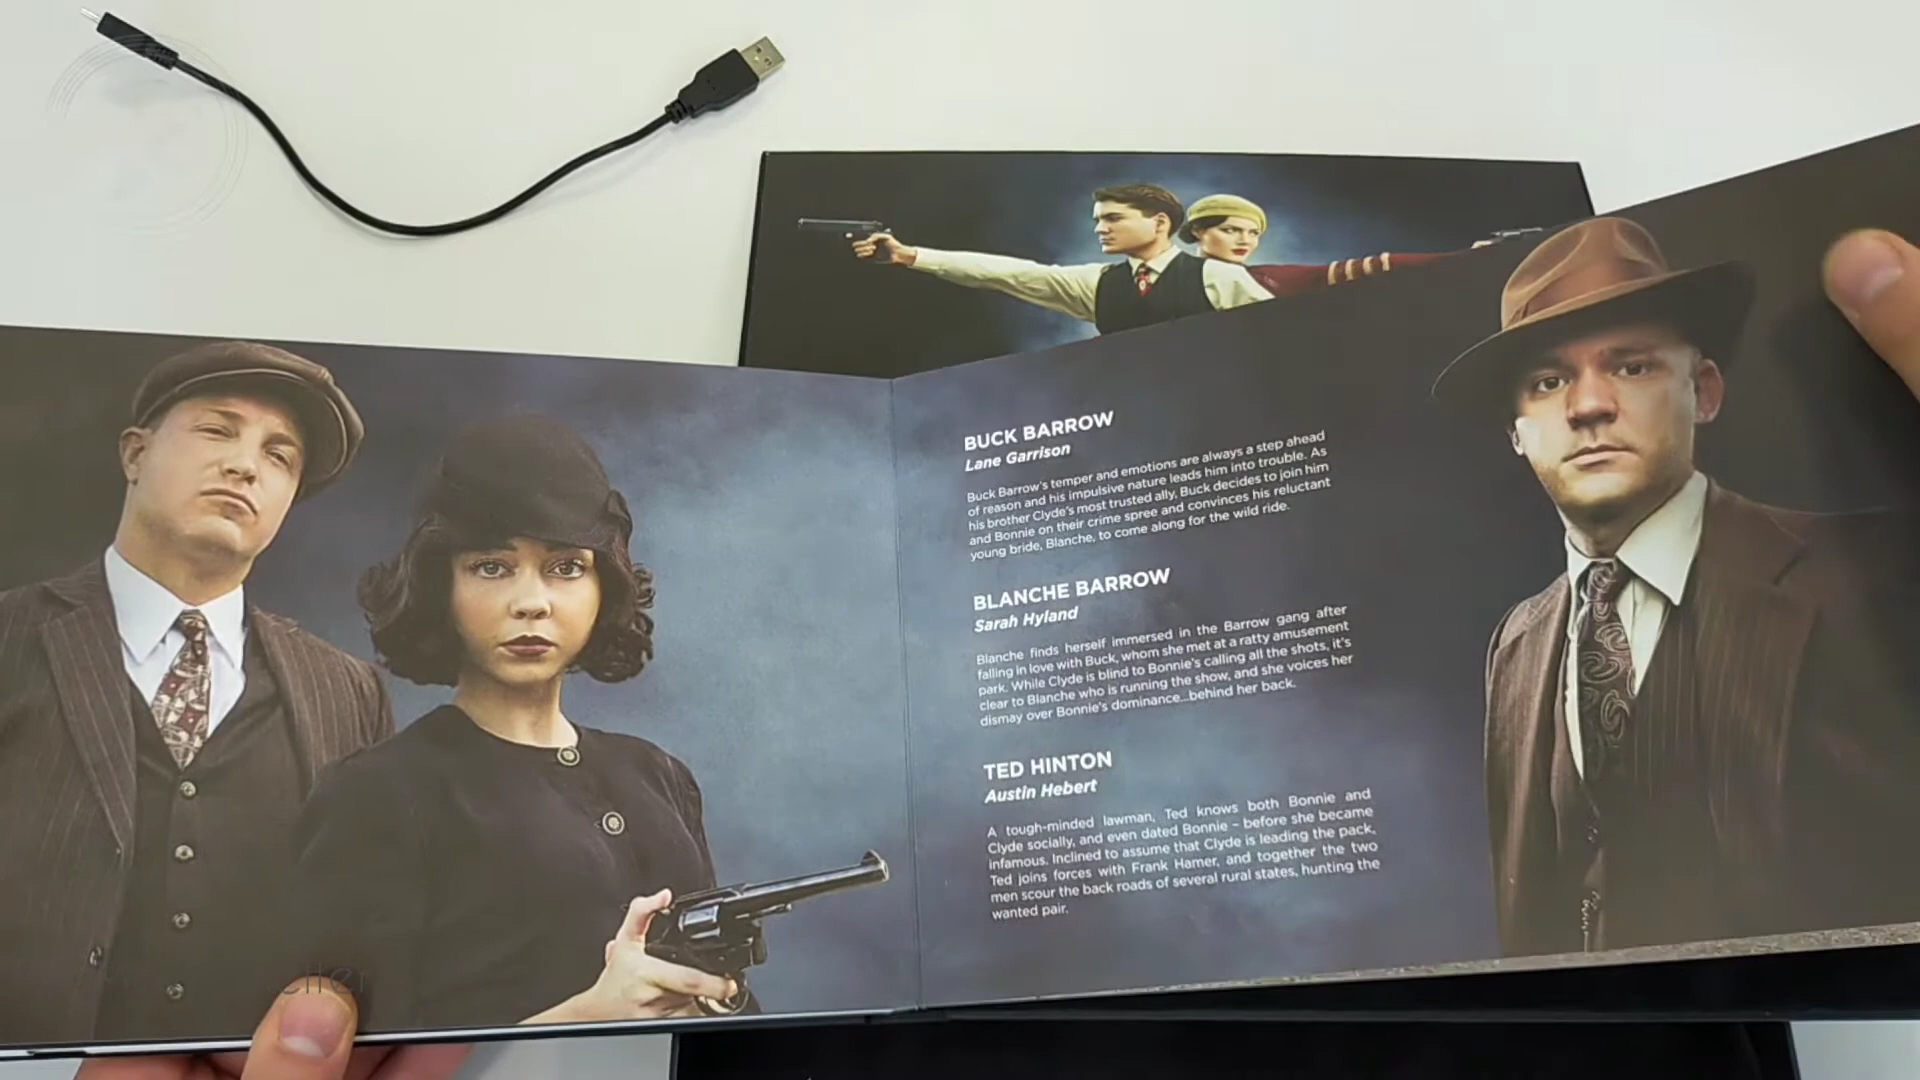 BUCK BARROW
Lane Garrison
Buck Barrow's temper and emotions are always a step ahead
of reason and his impulsive nature leads him into trouble. As
his brother Clyde's most trusted ally, Buck decides to join him
and Bonnie on their crime spree and convinces his reluctant
young bride, Blanche, to come along for the wild ride.
BLANCHE BARROW
Sarah Hyland
Blanche finds herself immersed in the Barrow gang after
falling in love with Buck, whom she met at a ratty amusement
park. While Clyde is blind to Bonnie's calling all the shots, it's
clear to Blanche who is running the show, and she voices her
dismay over Bonnie's dominance...behind her back.
TED HINTON
Austin Hebert
A tough-minded lawman, Ted knows both Bonnie and
Clyde socially, and even dated Bonnie – before she became
infamous. Inclined to assume that Clyde is leading the pack,
Ted joins forces with Frank Hamer, and together the two
men scour the back roads of several rural states, hunting the
wanted pair.